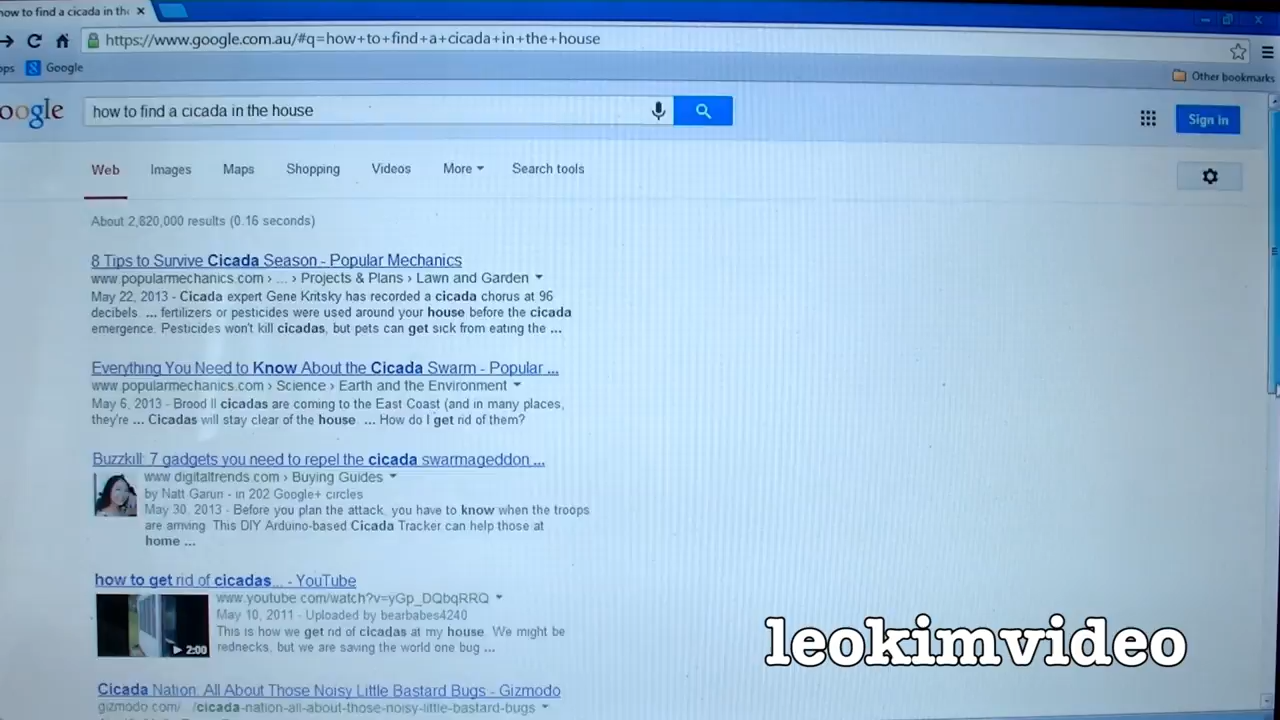 how to find a cicada in th
https://www.google.com.au/#q=how+to+find+a+cicada+in+the+house
ps Google
Other bookmarks
oogle how to find a cicada in the house
Sign in
Web Images Maps Shopping Videos More Search tools
About 2,820,000 results (0.16 seconds)
8 Tips to Survive Cicada Season - Popular Mechanics
www.popularmechanics.com › ... › Projects & Plans › Lawn and Garden
May 22, 2013 - Cicada expert Gene Kritsky has recorded a cicada chorus at 96
decibels. ... fertilizers or pesticides were used around your house before the cicada
emergence. Pesticides won't kill cicadas, but pets can get sick from eating the ...
Everything You Need to Know About the Cicada Swarm - Popular ...
www.popularmechanics.com › Science › Earth and the Environment
May 6, 2013 - Brood II cicadas are coming to the East Coast (and in many places,
they're ... Cicadas will stay clear of the house. ... How do I get rid of them?
Buzzkill: 7 gadgets you need to repel the cicada swarmageddon ...
www.digitaltrends.com › Buying Guides
by Natt Garun - in 202 Google+ circles
May 30, 2013 - Before you plan the attack, you have to know when the troops
are arriving. This DIY Arduino-based Cicada Tracker can help those at
home ...
how to get rid of cicadas... - YouTube
www.youtube.com/watch?v=yGp_DQbqRRQ
May 10, 2011 - Uploaded by bearbabes4240
This is how we get rid of cicadas at my house. We might be
rednecks, but we are saving the world one bug ...
2:00
leokimvideo
Cicada Nation: All About Those Noisy Little Bastard Bugs - Gizmodo
gizmodo.com/ /cicada-nation-all-about-those-noisy-little-bastard-bugs